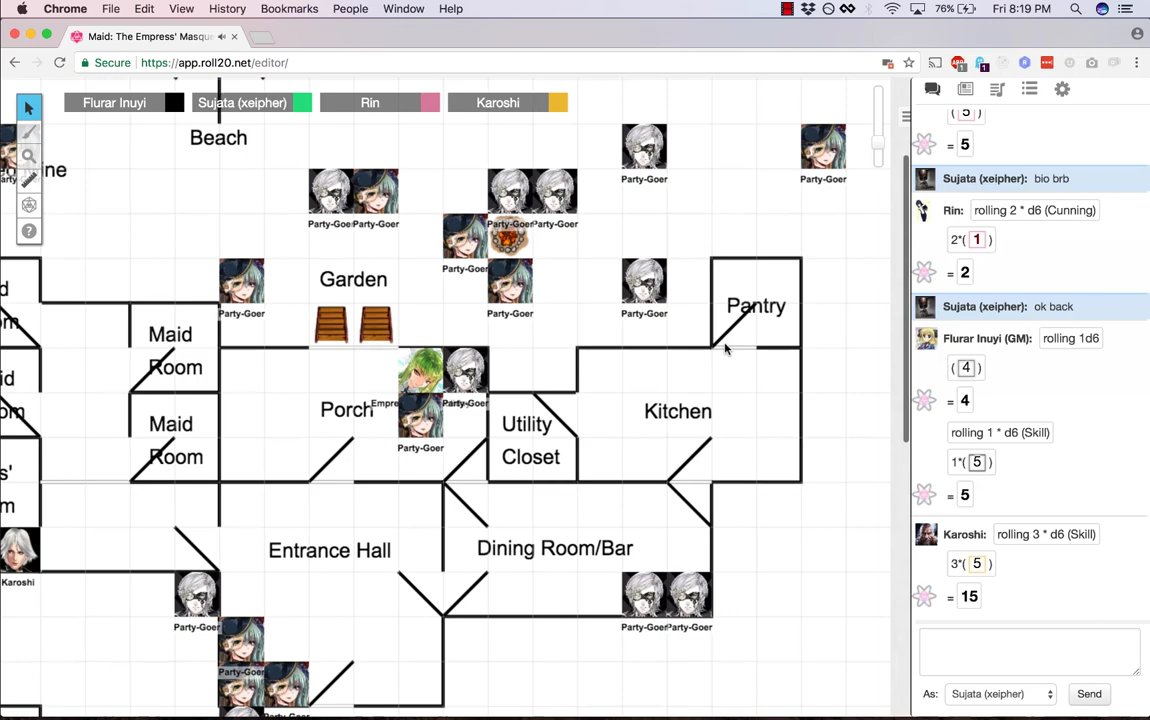 Chrome File Edit View History Bookmarks People Window Help 76% Fri 8:19 PM
Maid: The Empress' Masque
Secure https://app.roll20.net/editor/
Flurar Inuyi Sujata (xeipher) Rin Karoshi
Beach
Party-Goer Party-Goer
Party-Goer Party-Goer Party-Goer Party-Goer
Party-Goer
Garden
Party-Goer Party-Goer Party-Goer
Pantry
Maid
Room
Porch
Party-Goer
Party-Goer
Utility
Closet
Kitchen
Maid
Room
Entrance Hall
Dining Room/Bar
Karoshi
Party-Goer
Party-Goer Party-Goer
Party-Goer
Party-Goer
( 5 )
= 5
Sujata (xeipher): bio brb
Rin: rolling 2 * d6 (Cunning)
2*( 1 )
= 2
Sujata (xeipher): ok back
Flurar Inuyi (GM): rolling 1d6
( 4 )
= 4
rolling 1 * d6 (Skill)
1*( 5 )
= 5
Karoshi: rolling 3 * d6 (Skill)
3*( 5 )
= 15
As: Sujata (xeipher) Send